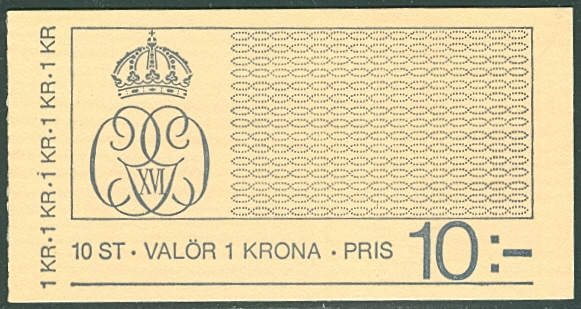 1 KR·1 KR·1 KR·1 KR·1 KR
XVI
10 ST · VALÖR 1 KRONA · PRIS 10:-